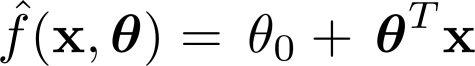 f̂(𝐱, 𝜽) = θ₀ + 𝜽ᵀ𝐱